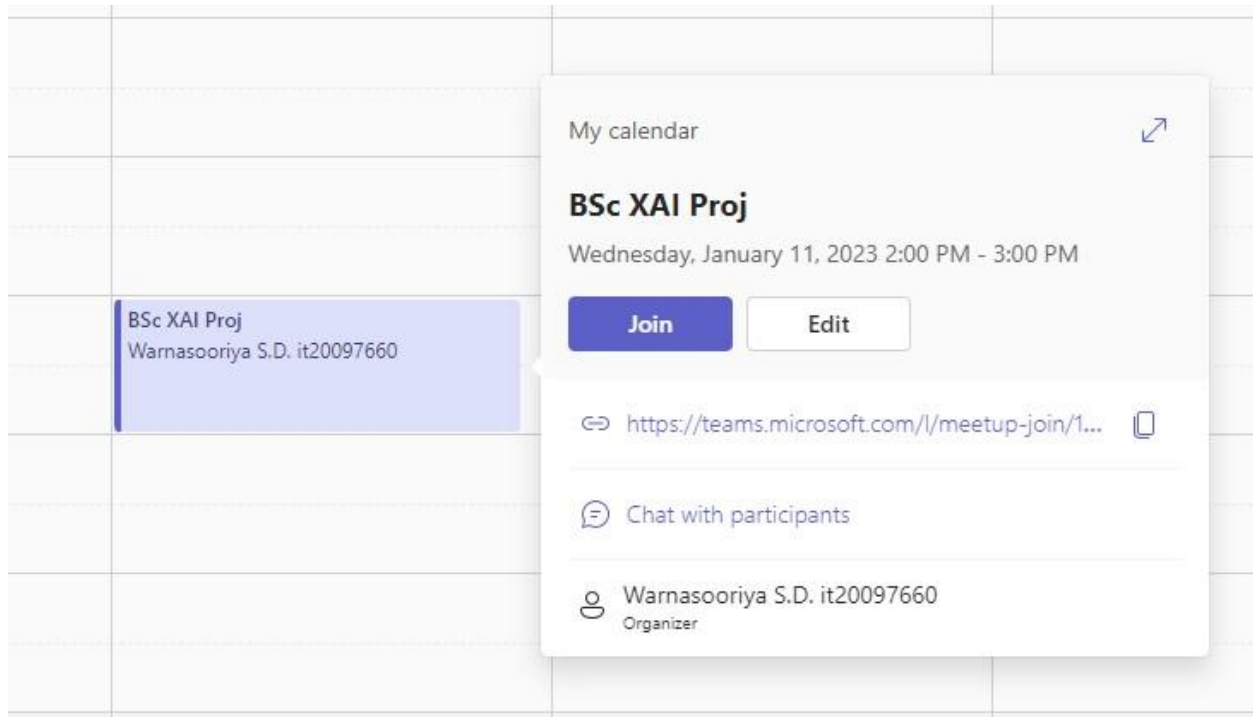 BSc XAI Proj
Warnasooriya S.D. it20097660
My calendar
BSc XAI Proj
Wednesday, January 11, 2023 2:00 PM - 3:00 PM
Join Edit
https://teams.microsoft.com/l/meetup-join/1...
Chat with participants
Warnasooriya S.D. it20097660
Organizer